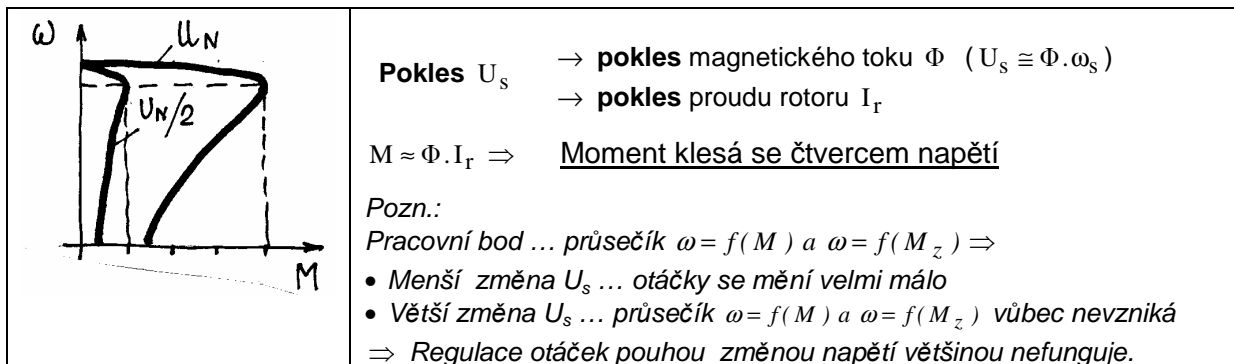 ω
U_N
U_N/2
M
Pokles U_s → pokles magnetického toku Φ ( U_s ≅ Φ.ω_s )
→ pokles proudu rotoru I_r
M ≈ Φ.I_r ⇒ Moment klesá se čtvercem napětí
Pozn.:
Pracovní bod … průsečík ω = f( M ) a ω = f( M_z ) ⇒
• Menší změna U_s … otáčky se mění velmi málo
• Větší změna U_s … průsečík ω = f( M ) a ω = f( M_z ) vůbec nevzniká
⇒ Regulace otáček pouhou změnou napětí většinou nefunguje.